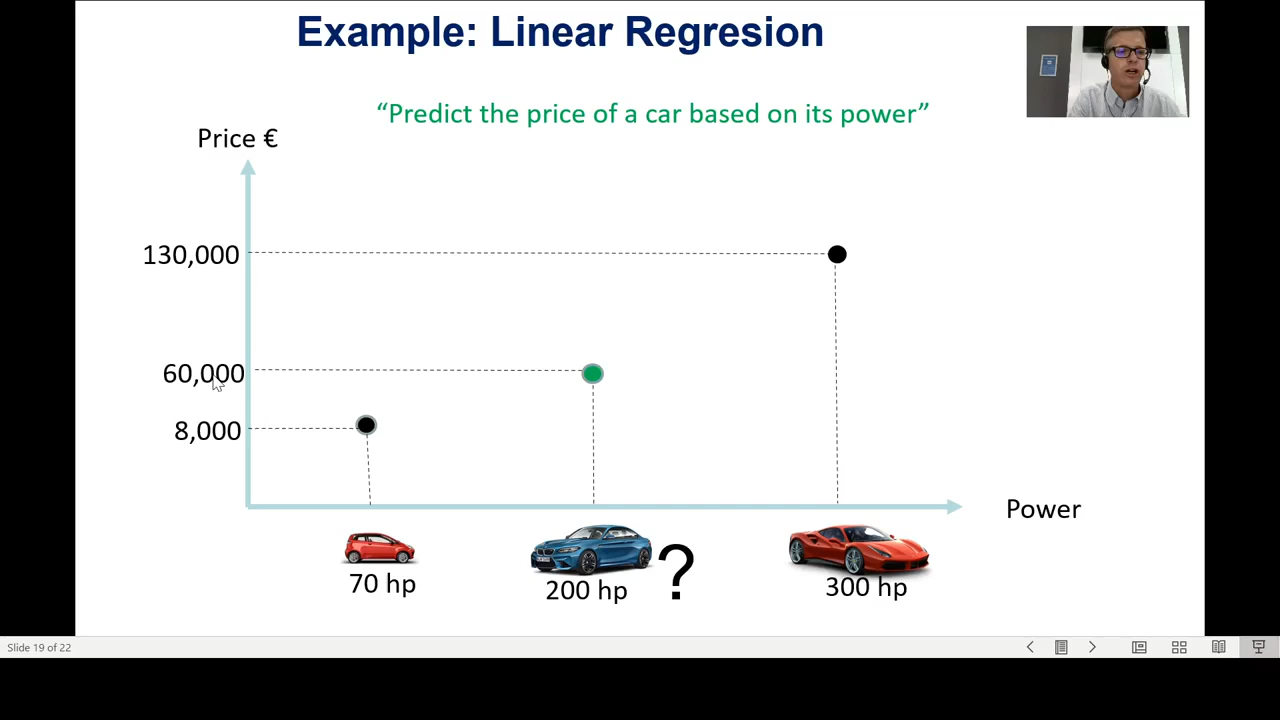 Example: Linear Regresion
“Predict the price of a car based on its power”
Price €
130,000
60,000
8,000
Power
70 hp
200 hp
?
300 hp
Slide 19 of 22